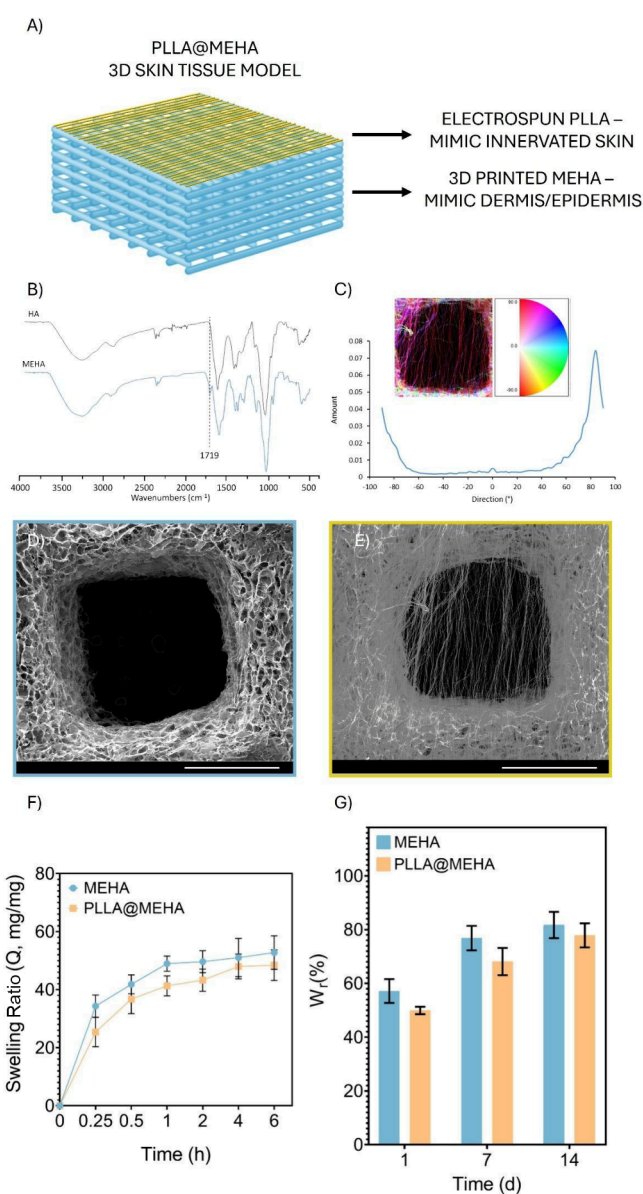 A)
PLLA@MEHA
3D SKIN TISSUE MODEL
ELECTROSPUN PLLA –
MIMIC INNERVATED SKIN
3D PRINTED MEHA –
MIMIC DERMIS/EPIDERMIS
B)
HA
MEHA
1719
4000 3500 3000 2500 2000 1500 1000 500
Wavenumbers (cm⁻¹)
C)
90.0
0.0
-90.0
0.08
0.07
0.06
0.05
0.04
0.03
0.02
0.01
0
Amount
-100 -80 -60 -40 -20 0 20 40 60 80 100
Direction (°)
D)
E)
F)
MEHA
PLLA@MEHA
80
60
40
20
0
Swelling Ratio (Q, mg/mg)
0 0.25 0.5 1 2 4 6
Time (h)
G)
MEHA
PLLA@MEHA
100
80
60
40
20
0
Wr(%)
1 7 14
Time (d)